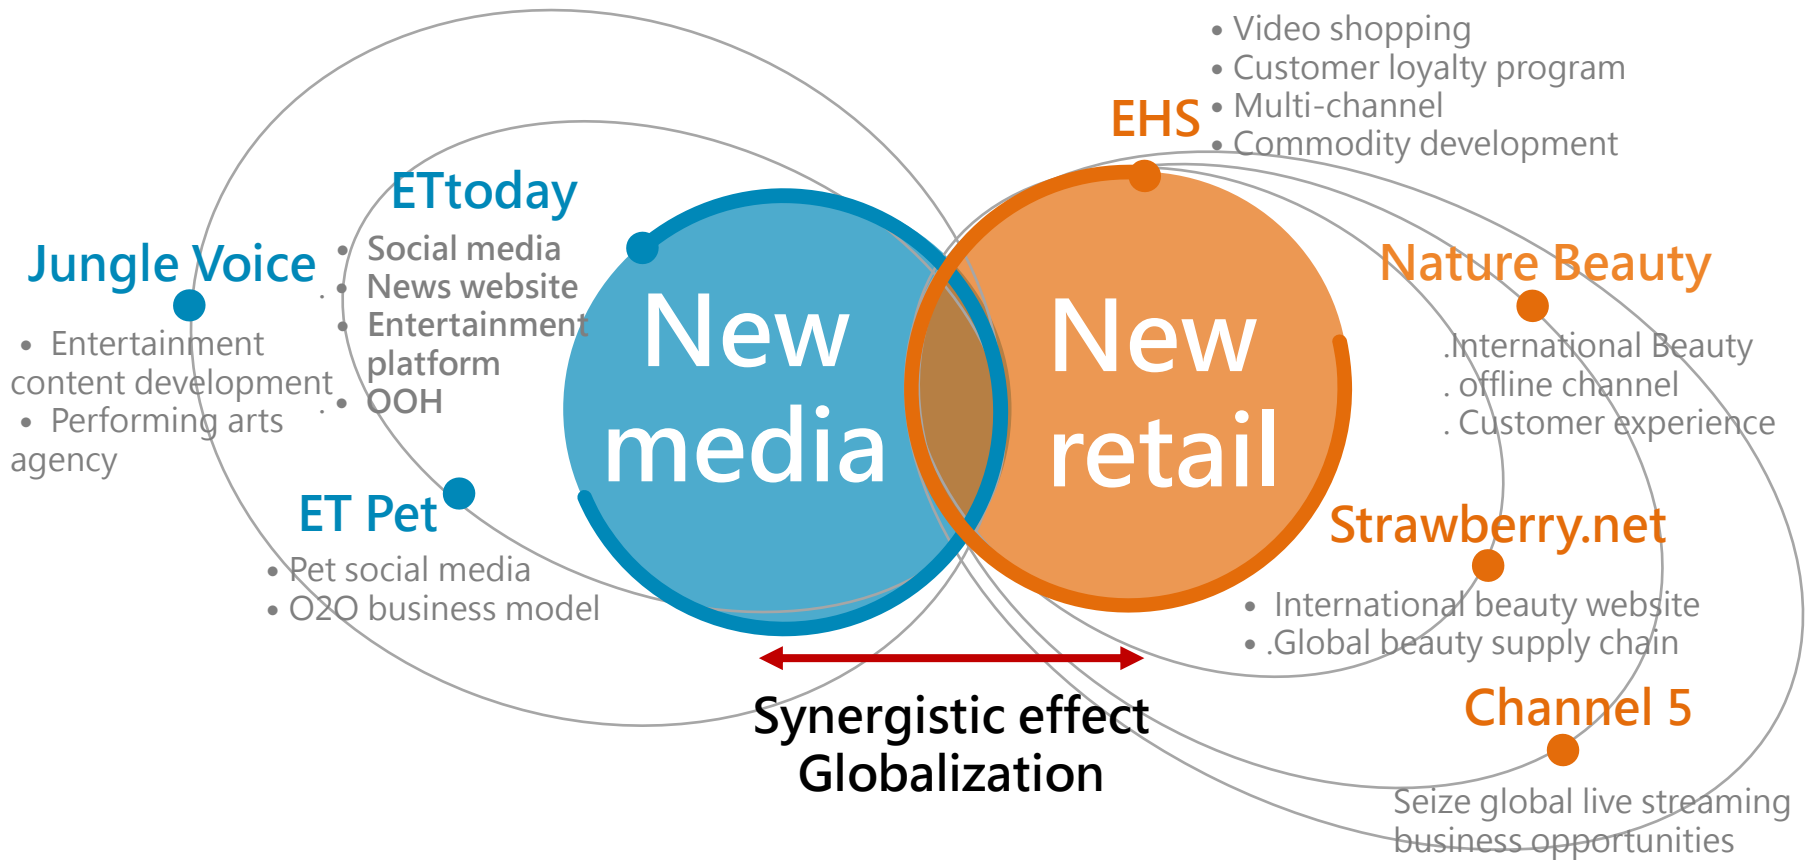 Jungle Voice
• Entertainment
content development
• Performing arts
agency
ETtoday
• Social media
. • News website
• Entertainment
platform
. • OOH
ET Pet
• Pet social media
• O2O business model
New
media
New
retail
Synergistic effect
Globalization
EHS
• Video shopping
• Customer loyalty program
• Multi-channel
• Commodity development
Nature Beauty
.International Beauty
. offline channel
. Customer experience
Strawberry.net
• International beauty website
• .Global beauty supply chain
Channel 5
Seize global live streaming
business opportunities